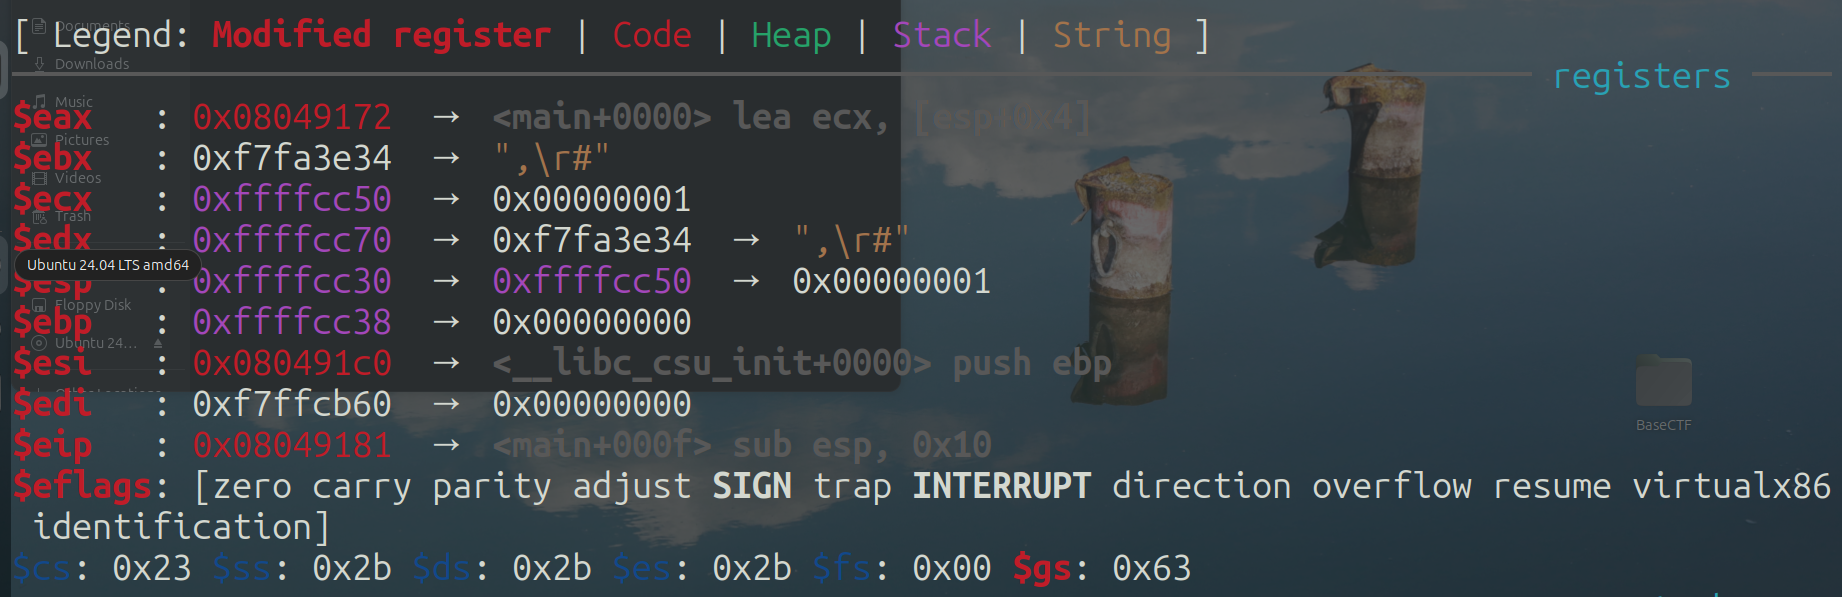 [ Legend: Modified register | Code | Heap | Stack | String ]
registers
$eax : 0x08049172 → <main+0000> lea ecx, [esp+0x4]
$ebx : 0xf7fa3e34 → ",\r#"
$ecx : 0xffffcc50 → 0x00000001
$edx : 0xffffcc70 → 0xf7fa3e34 → ",\r#"
$esp : 0xffffcc30 → 0xffffcc50 → 0x00000001
$ebp : 0xffffcc38 → 0x00000000
$esi : 0x080491c0 → <__libc_csu_init+0000> push ebp
$edi : 0xf7ffcb60 → 0x00000000
$eip : 0x08049181 → <main+000f> sub esp, 0x10
$eflags: [zero carry parity adjust SIGN trap INTERRUPT direction overflow resume virtualx86
identification]
$cs: 0x23 $ss: 0x2b $ds: 0x2b $es: 0x2b $fs: 0x00 $gs: 0x63
Documents
Downloads
Music
Pictures
Videos
Trash
Ubuntu 24.04 LTS amd64
Floppy Disk
Ubuntu 24...
Other Locations
BaseCTF